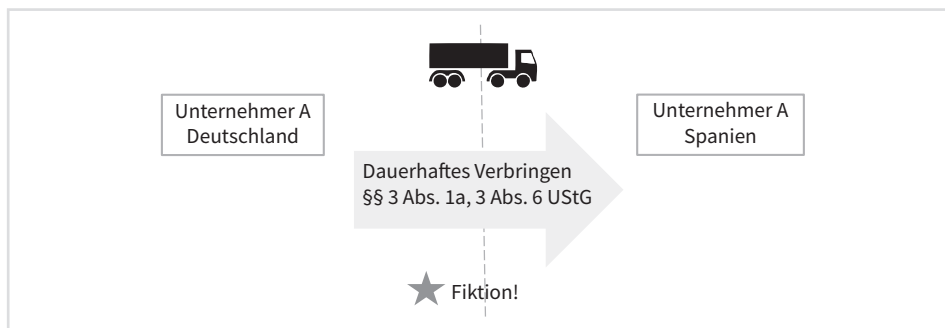 Unternehmer A
Deutschland
Unternehmer A
Spanien
Dauerhaftes Verbringen
§§ 3 Abs. 1a, 3 Abs. 6 UStG
Fiktion!